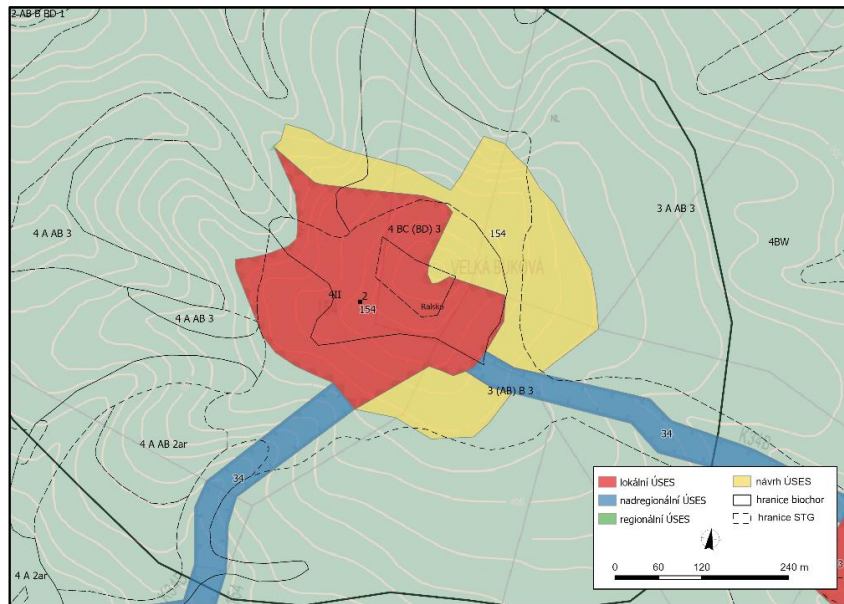 2 AB B BD 1
NL
4 A AB 3
4 BC (BD) 3
154
3 A AB 3
4BW
VELKÁ BUKOVÁ
4II
2
154
Ralsko
4 A AB 3
3 (AB) B 3
34
K34B
4 A AB 2ar
34
4 A 2ar
lokální ÚSES
nadregionální ÚSES
regionální ÚSES
návrh ÚSES
hranice biochor
hranice STG
0 60 120 240 m